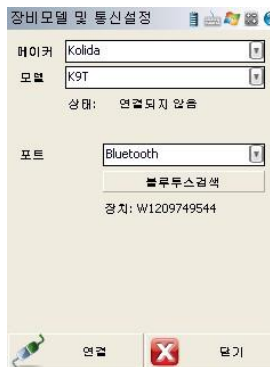 장비모델 및 통신설정
메이커 Kolida
모델 K9T
상태: 연결되지 않음
포트 Bluetooth
블루투스검색
장치: W1209749544
연결 닫기